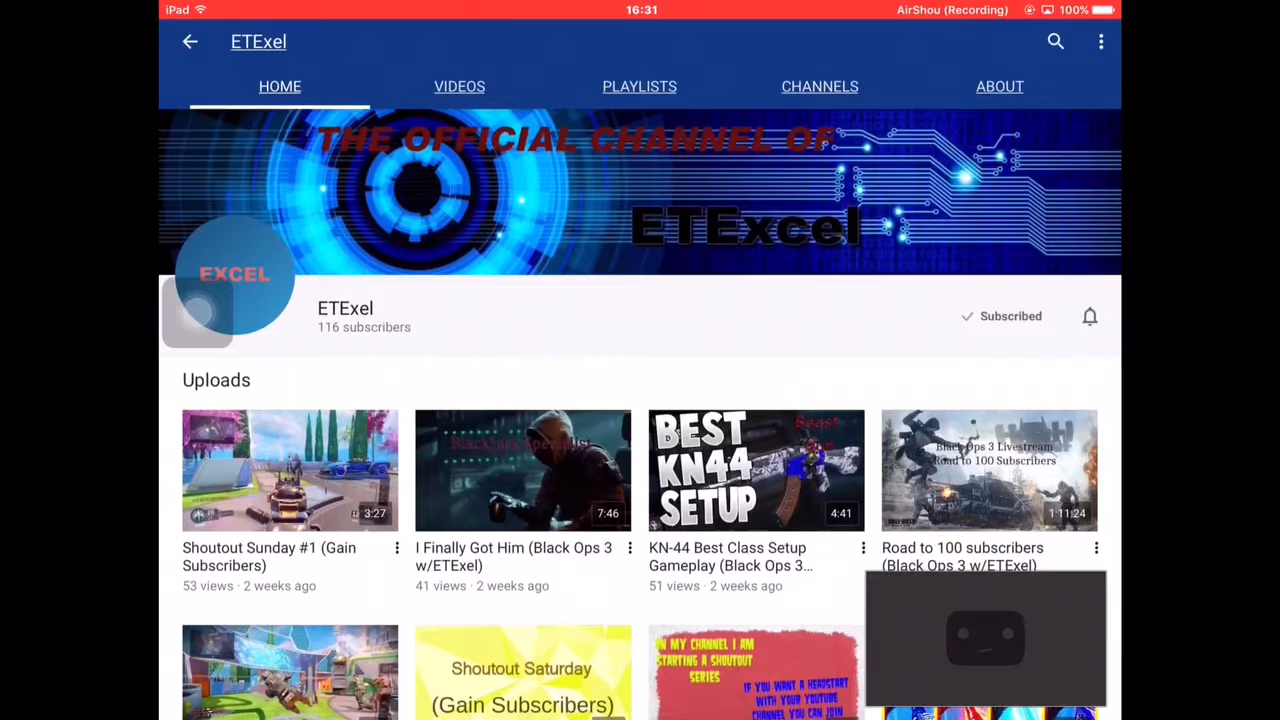 iPad 16:31 AirShou (Recording) 100%
ETExel
HOME VIDEOS PLAYLISTS CHANNELS ABOUT
THE OFFICIAL CHANNEL OF
ETExcel
EXCEL
ETExel
116 subscribers
Subscribed
Uploads
Blackjack Specialist
BEST
KN44
SETUP
Beast
Gun
Black Ops 3 Livestream
Road to 100 Subscribers
3:27
7:46
4:41
1:11:24
Shoutout Sunday #1 (Gain
Subscribers)
53 views · 2 weeks ago
I Finally Got Him (Black Ops 3
w/ETExel)
41 views · 2 weeks ago
KN-44 Best Class Setup
Gameplay (Black Ops 3...
51 views · 2 weeks ago
Road to 100 subscribers
(Black Ops 3 w/ETExel)
Shoutout Saturday
(Gain Subscribers)
IN MY CHANNEL I AM
STARTING A SHOUTOUT
SERIES
IF YOU WANT A HEADSTART
WITH YOUR YOUTUBE
CHANNEL YOU CAN JOIN